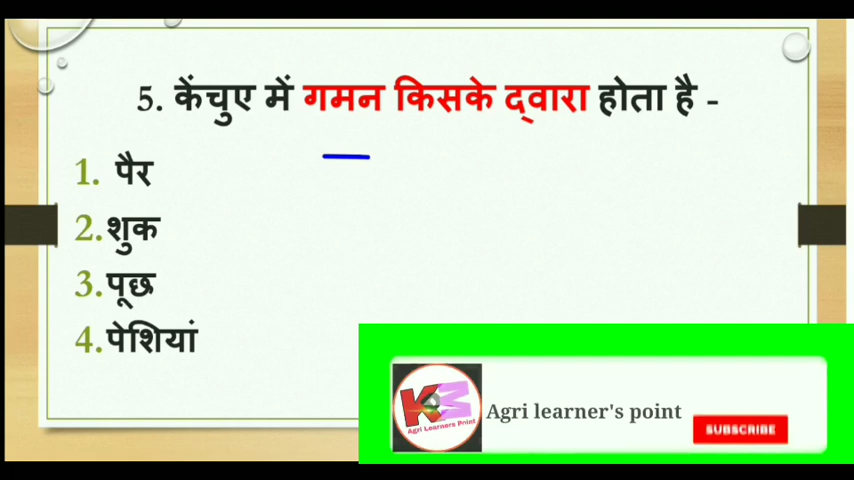 5. केंचुए में गमन किसके द्वारा होता है -
1. पैर
2.शुक
3.पूछ
4.पेशियां
Agri Learners Point
Agri learner's point
SUBSCRIBE